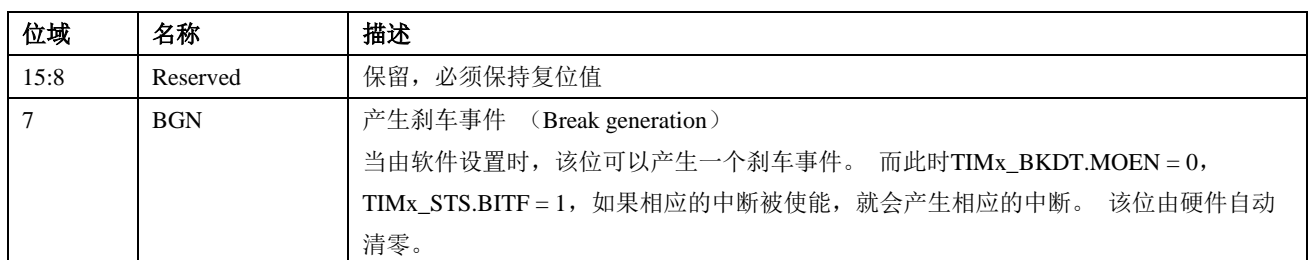 位域 名称 描述
15:8 Reserved 保留，必须保持复位值
7 BGN 产生刹车事件 （Break generation）
当由软件设置时，该位可以产生一个刹车事件。 而此时TIMx_BKDT.MOEN = 0，
TIMx_STS.BITF = 1，如果相应的中断被使能，就会产生相应的中断。 该位由硬件自动
清零。